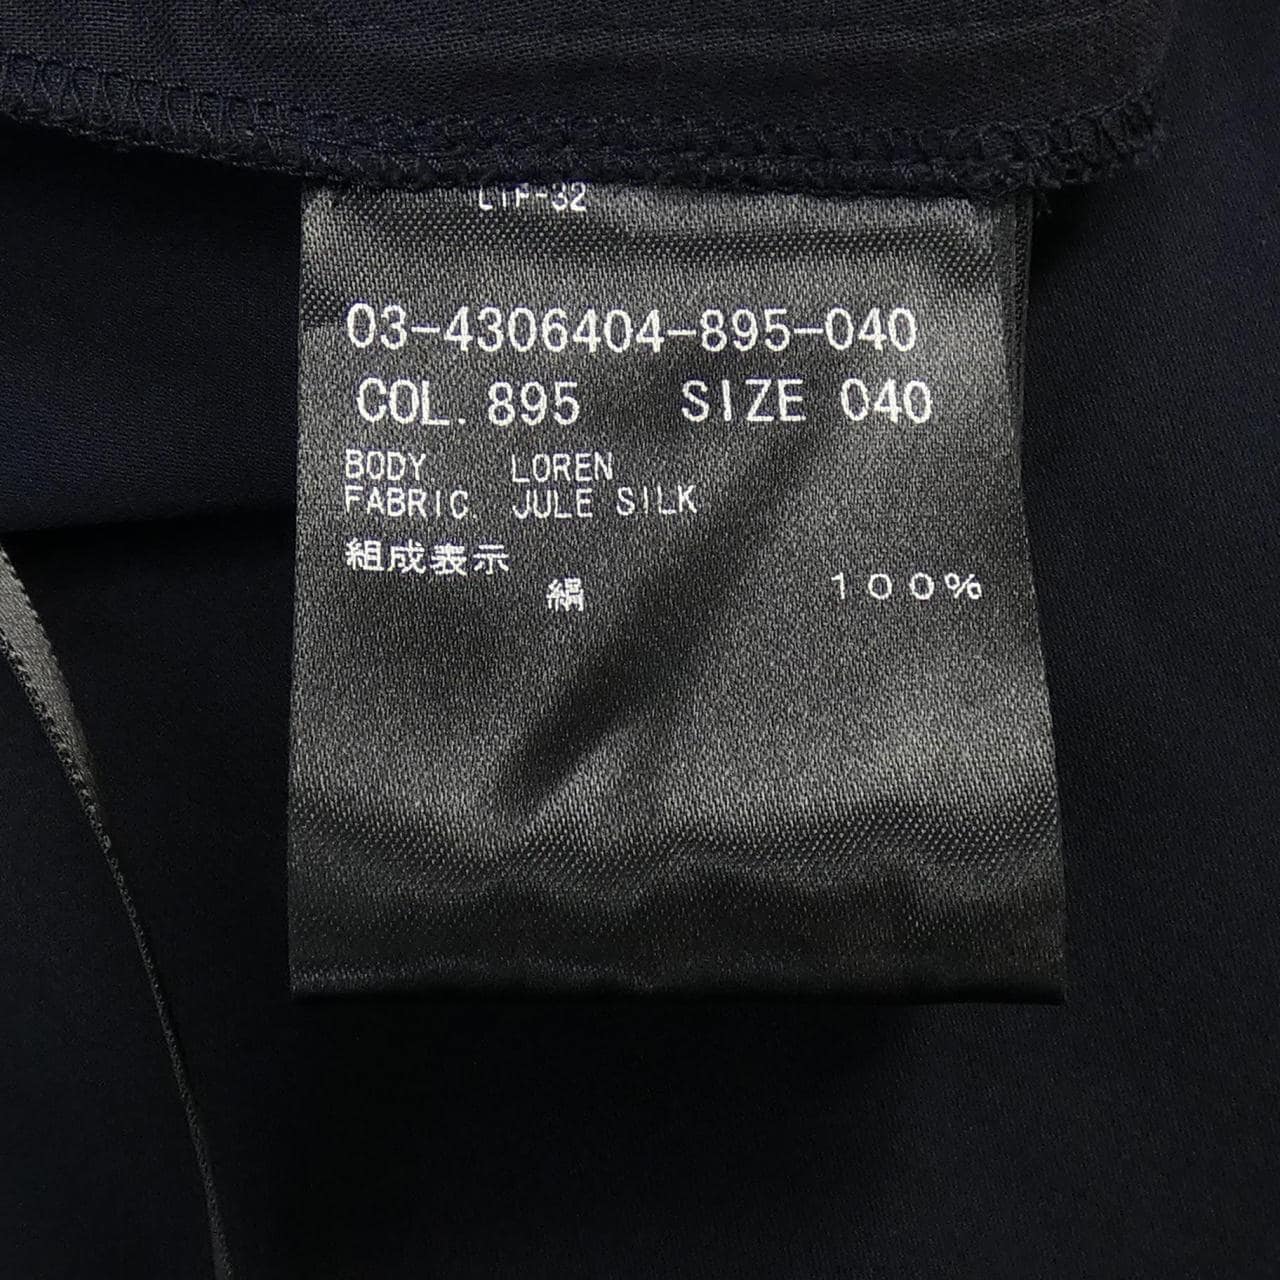 03-4306404-895-040
COL. 895 SIZE 040
BODY LOREN
FABRIC. JULE SILK
組成表示
絹 100%